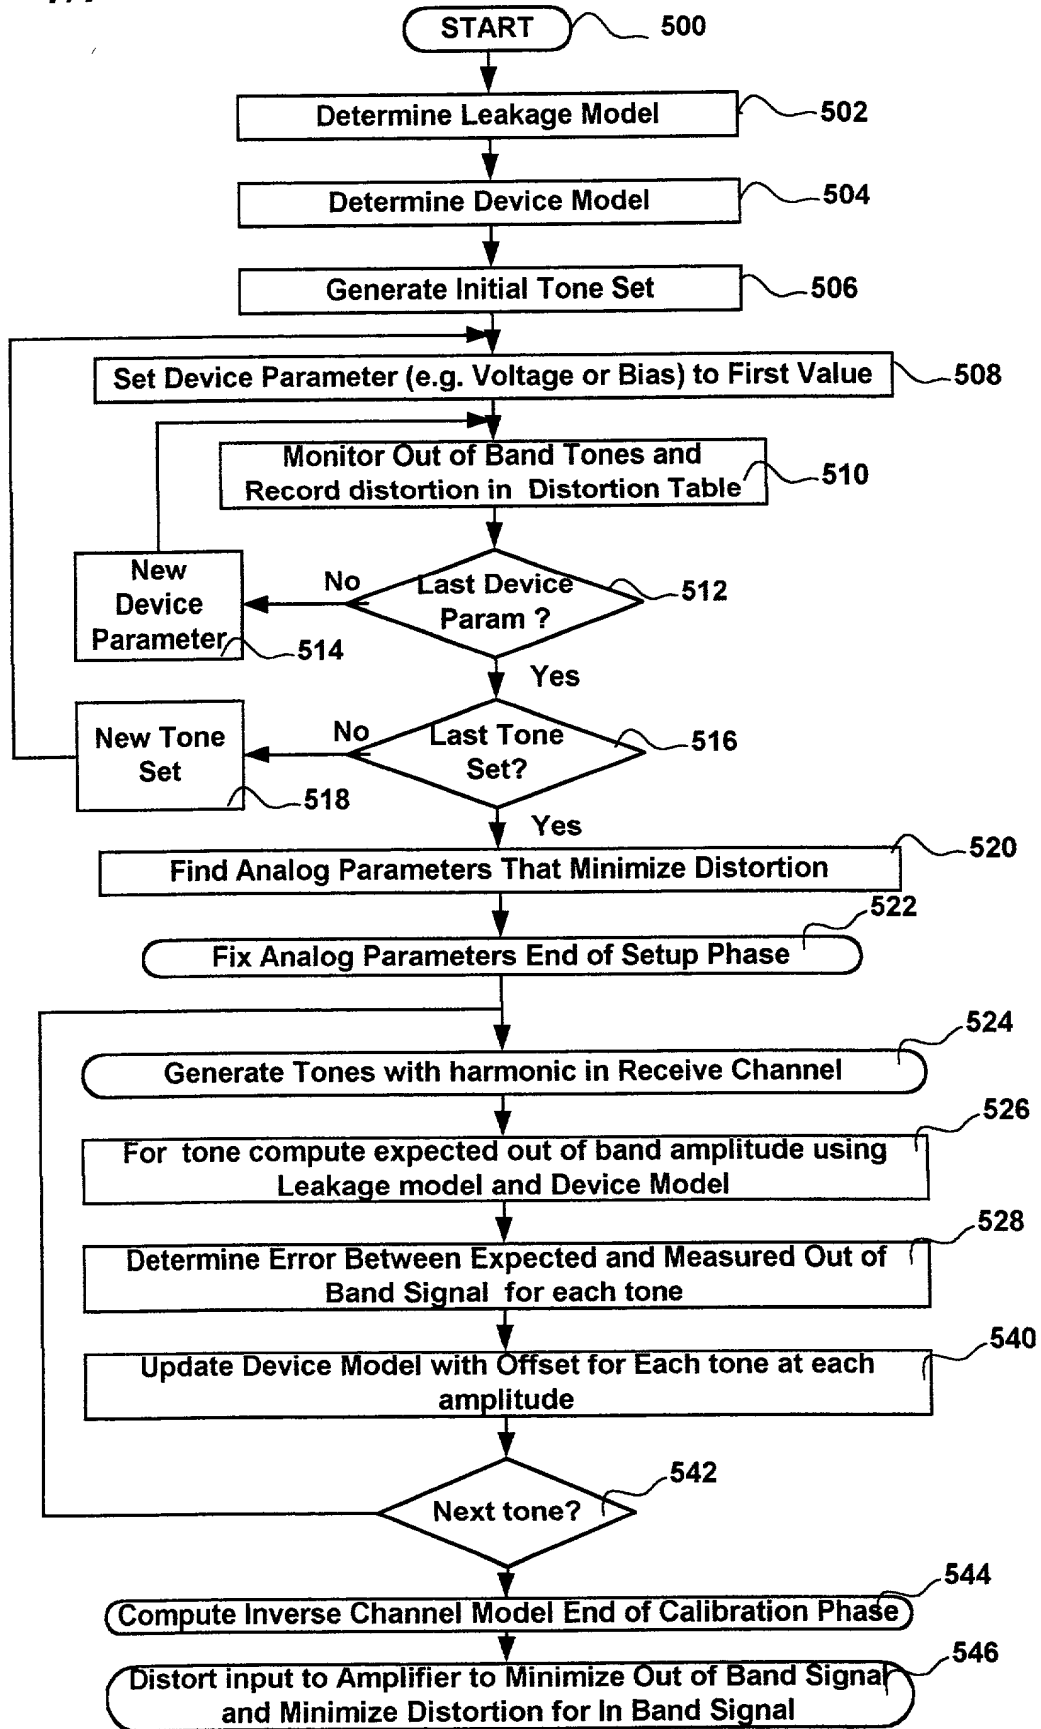 START
500
Determine Leakage Model
502
Determine Device Model
504
Generate Initial Tone Set
506
Set Device Parameter (e.g. Voltage or Bias) to First Value
508
Monitor Out of Band Tones and
Record distortion in Distortion Table
510
Last Device
Param ?
512
No
New
Device
Parameter
514
Yes
Last Tone
Set?
516
No
New Tone
Set
518
Yes
Find Analog Parameters That Minimize Distortion
520
Fix Analog Parameters End of Setup Phase
522
Generate Tones with harmonic in Receive Channel
524
For tone compute expected out of band amplitude using
Leakage model and Device Model
526
Determine Error Between Expected and Measured Out of
Band Signal for each tone
528
Update Device Model with Offset for Each tone at each
amplitude
540
Next tone?
542
Compute Inverse Channel Model End of Calibration Phase
544
Distort input to Amplifier to Minimize Out of Band Signal
and Minimize Distortion for In Band Signal
546